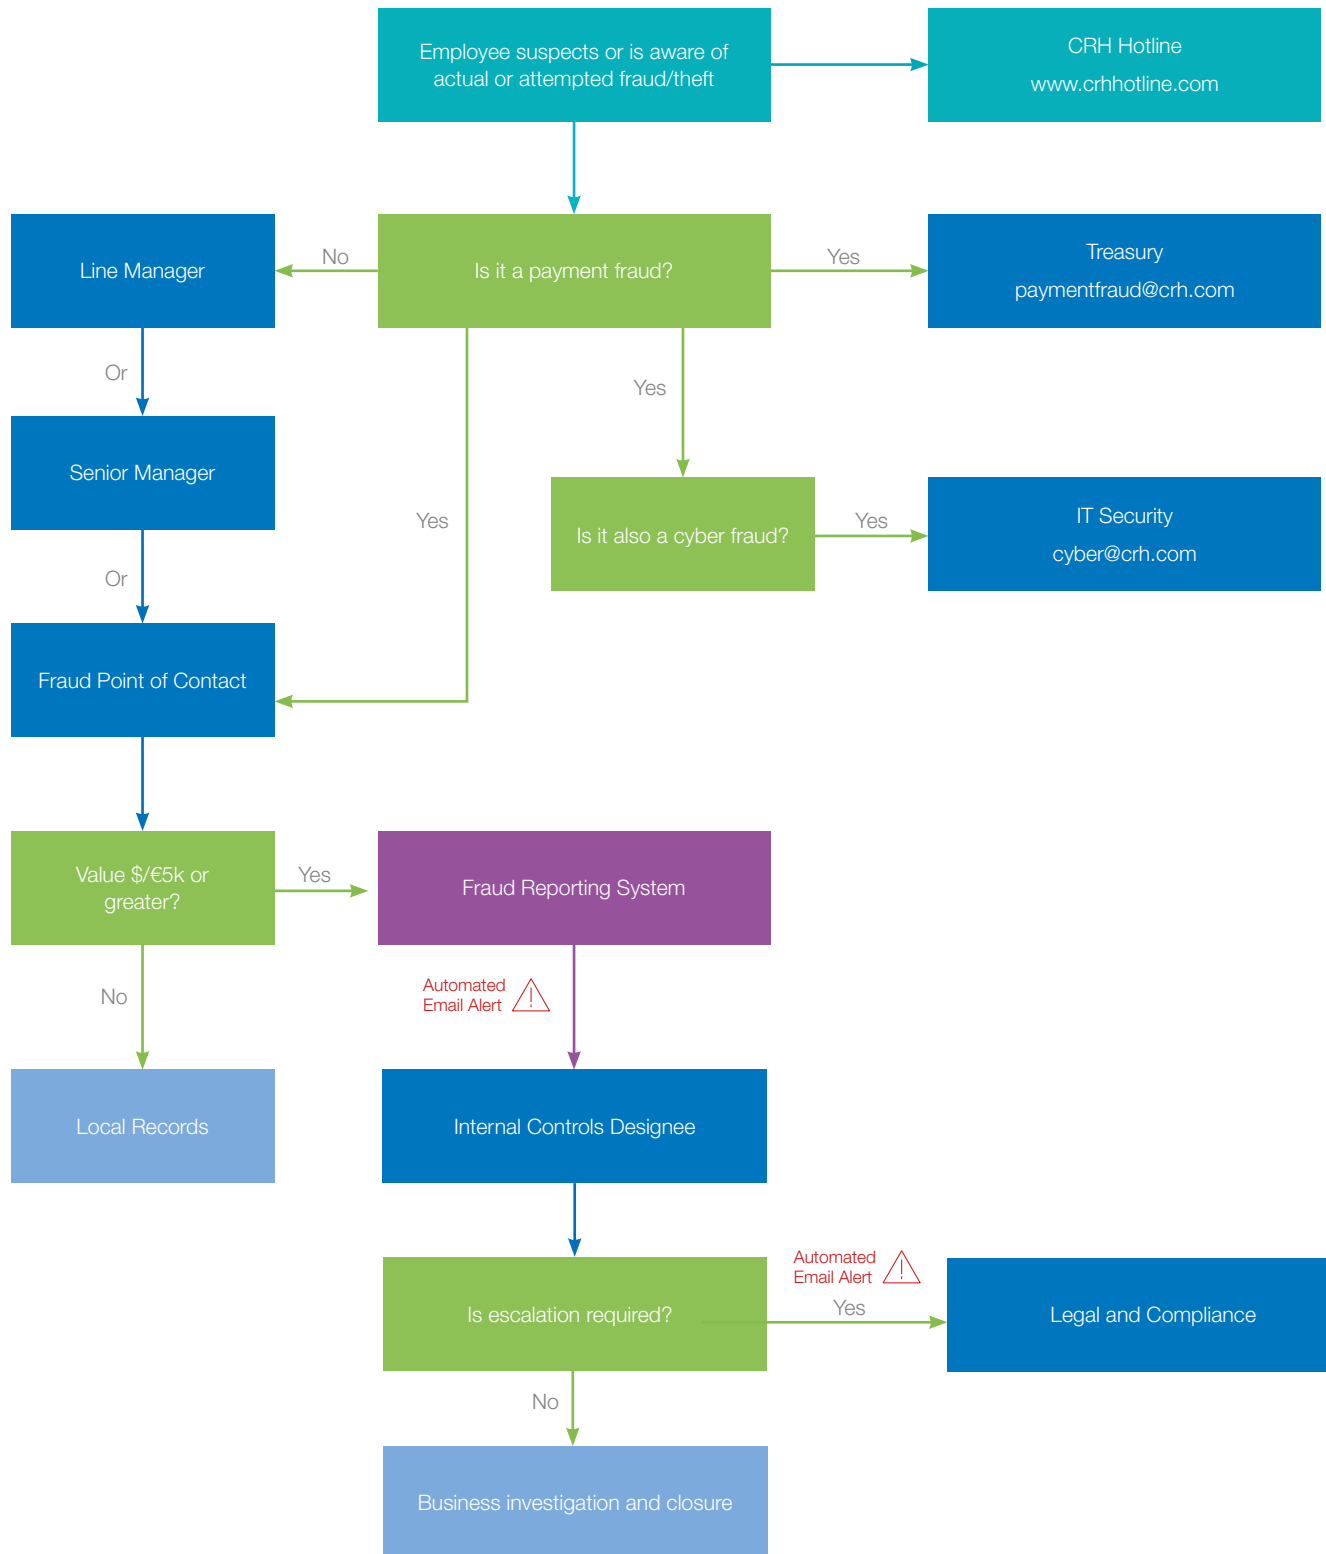 Employee suspects or is aware of
actual or attempted fraud/theft
CRH Hotline
www.crhhotline.com
Line Manager
No
Is it a payment fraud?
Yes
Treasury
paymentfraud@crh.com
Or
Yes
Senior Manager
Yes
Is it also a cyber fraud?
Yes
IT Security
cyber@crh.com
Or
Fraud Point of Contact
Value $/€5k or
greater?
Yes
Fraud Reporting System
No
Automated
Email Alert
Local Records
Internal Controls Designee
Is escalation required?
Automated
Email Alert
Yes
Legal and Compliance
No
Business investigation and closure